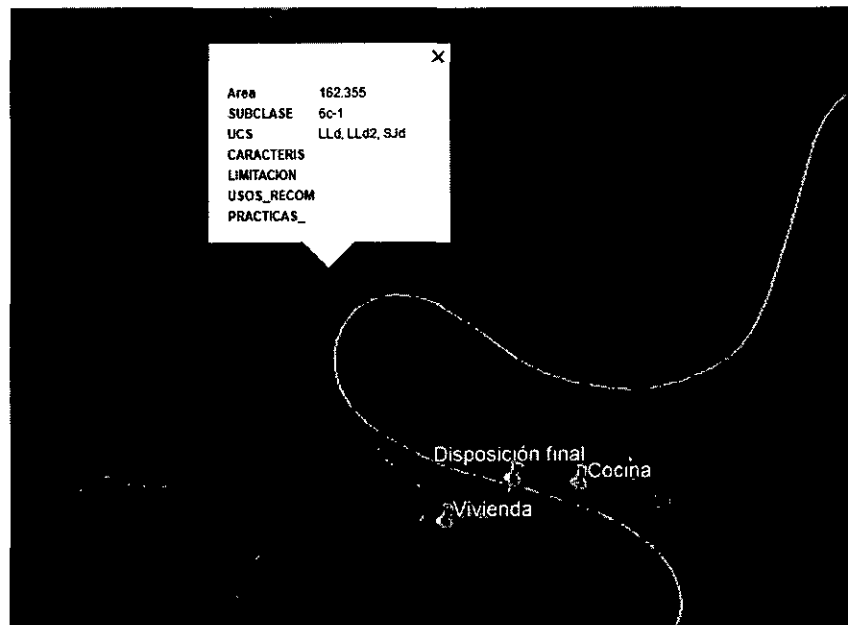 Area 162.355
SUBCLASE 6c-1
UCS LLd, LLd2, SJd
CARACTERIS
LIMITACION
USOS_RECOM
PRACTICAS_
Disposición final
Cocina
Vivienda